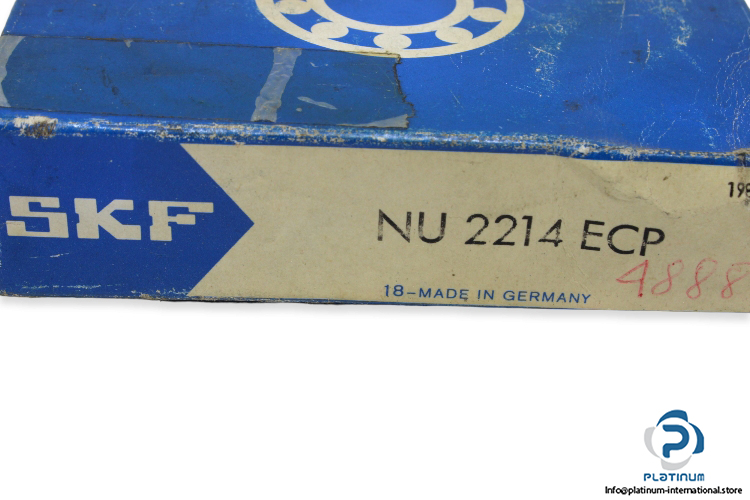 SKF
NU 2214 ECP
18-MADE IN GERMANY
4888
PLATINUM
Info@platinum-international.store